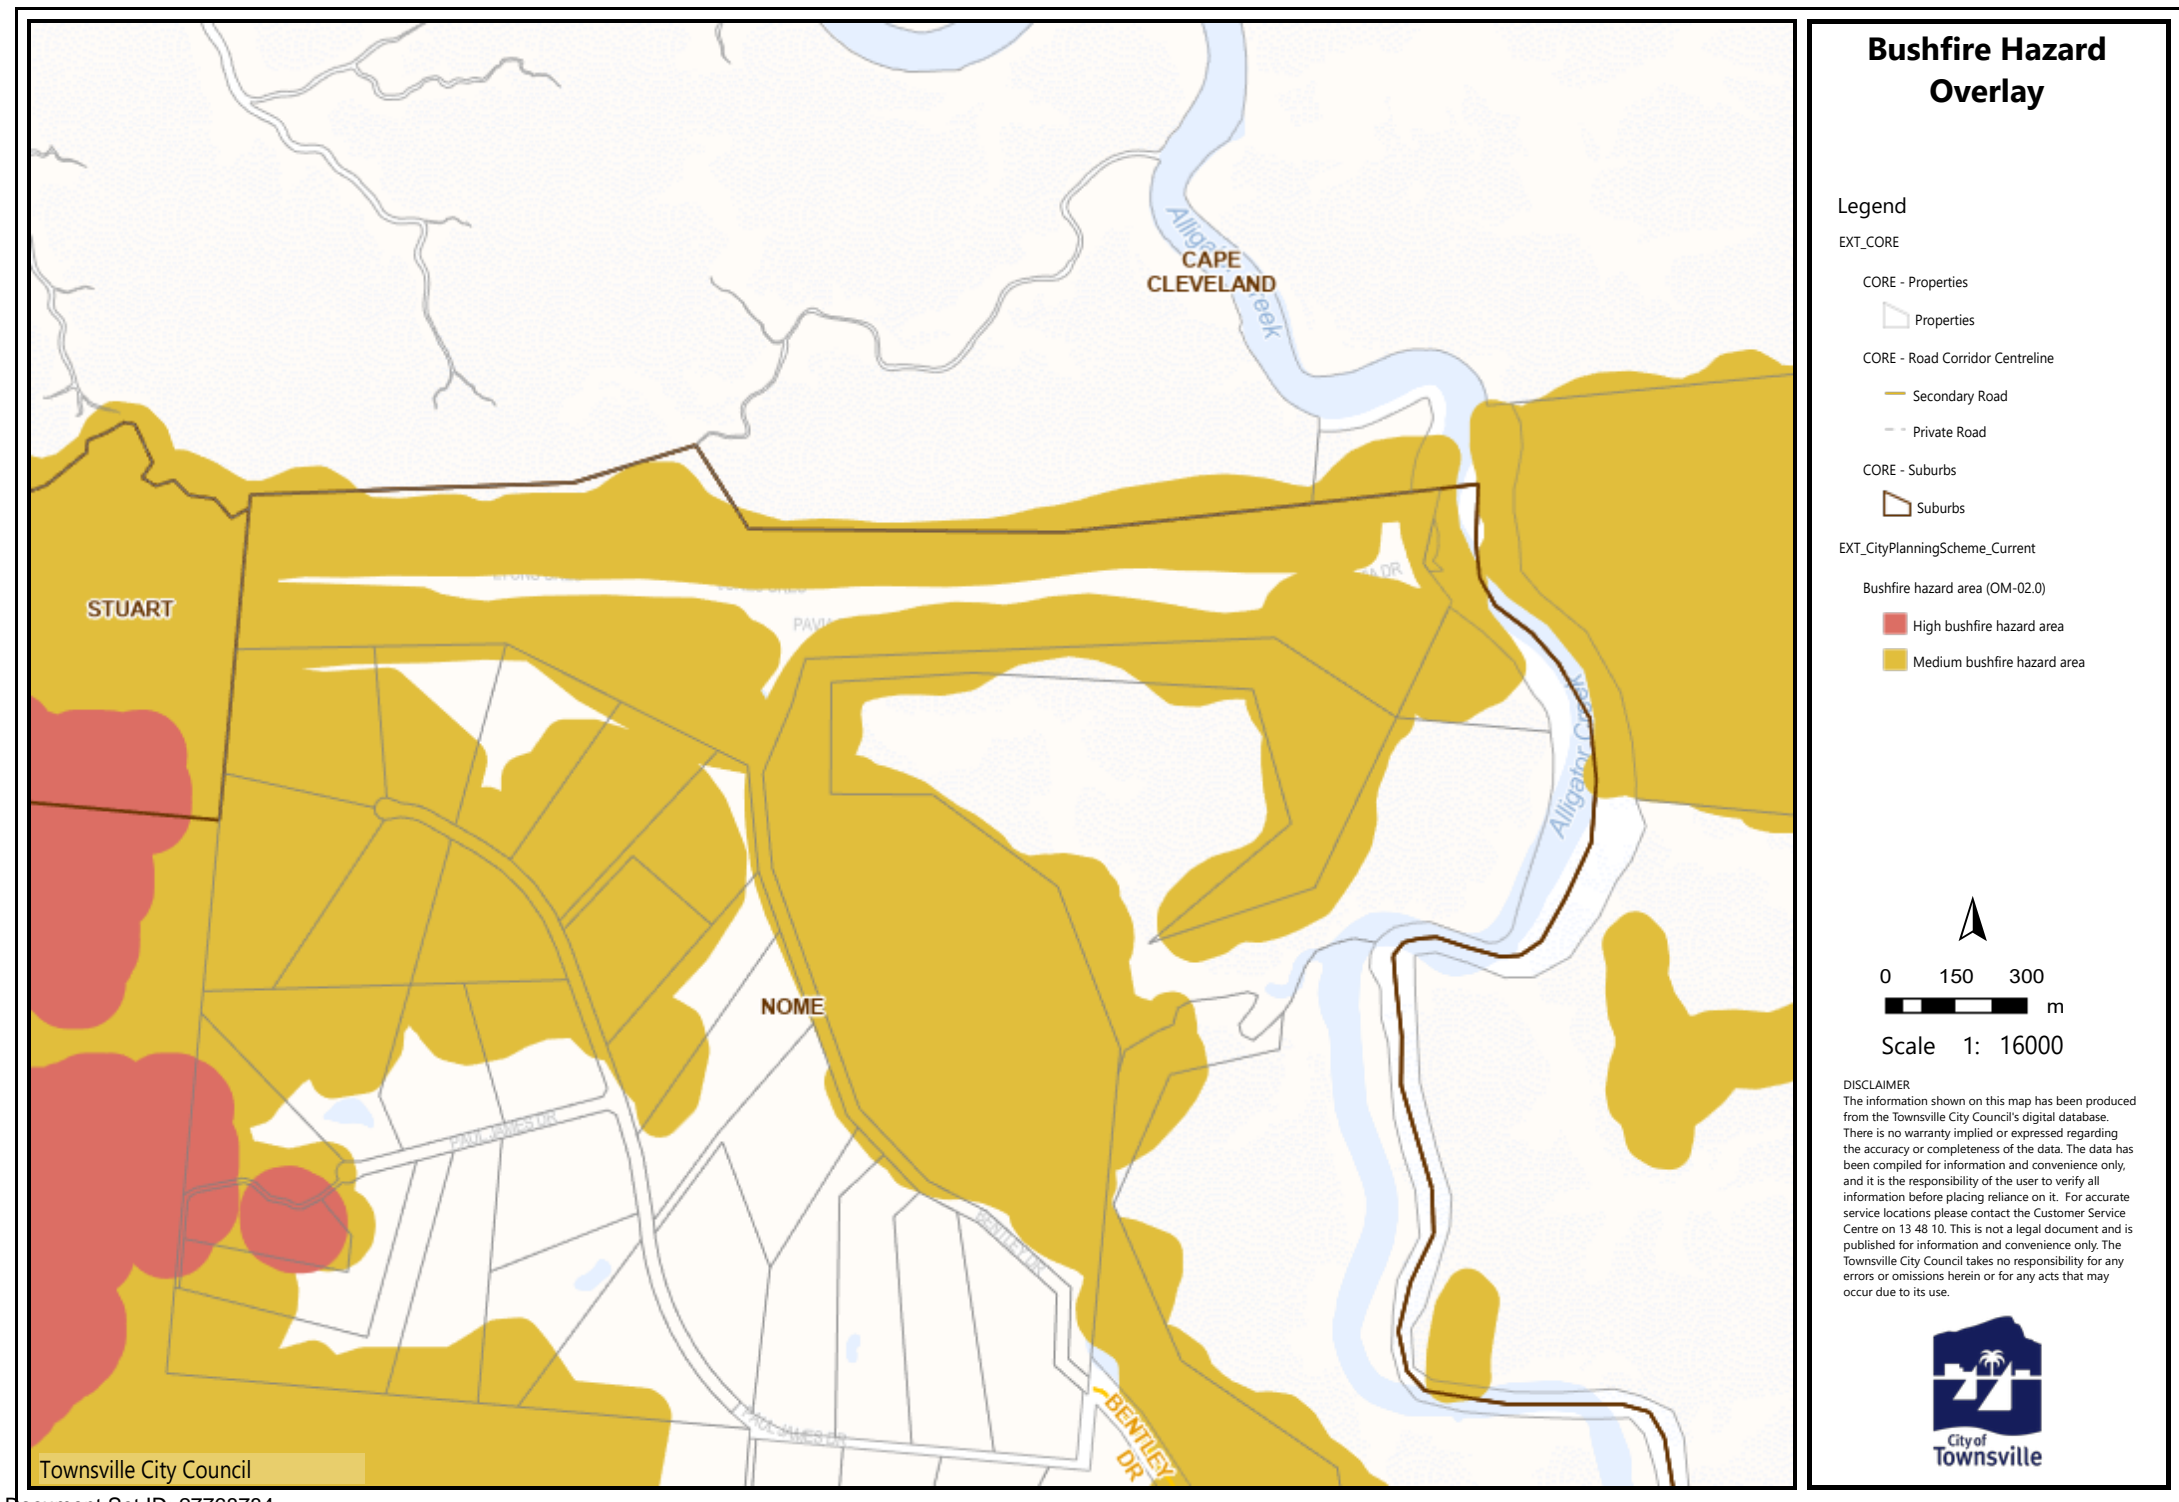 Bushfire Hazard
Overlay
Legend
EXT_CORE
CORE - Properties
Properties
CORE - Road Corridor Centreline
Secondary Road
Private Road
CORE - Suburbs
Suburbs
EXT_CityPlanningScheme_Current
Bushfire hazard area (OM-02.0)
High bushfire hazard area
Medium bushfire hazard area
0 150 300
m
Scale 1: 16000
DISCLAIMER
The information shown on this map has been produced
from the Townsville City Council's digital database.
There is no warranty implied or expressed regarding
the accuracy or completeness of the data. The data has
been compiled for information and convenience only,
and it is the responsibility of the user to verify all
information before placing reliance on it. For accurate
service locations please contact the Customer Service
Centre on 13 48 10. This is not a legal document and is
published for information and convenience only. The
Townsville City Council takes no responsibility for any
errors or omissions herein or for any acts that may
occur due to its use.
City of
Townsville
CAPE
CLEVELAND
STUART
NOME
Alligator Creek
PAUL JAMES DR
BENTLEY DR
PAUL JAMES DR
BENTLEY
DR
Townsville City Council